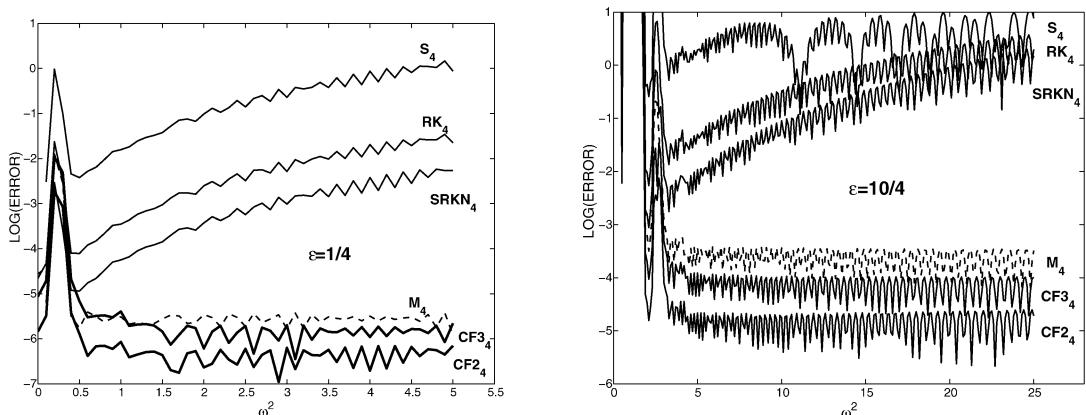 1
0
−1
−2
−3
−4
−5
−6
−7
LOG(ERROR)
0
0.5
1
1.5
2
2.5
3
3.5
4
4.5
5
5.5
ω²
S₄
RK₄
SRKN₄
ε=1/4
M₄
CF3₄
CF2₄
1
0
−1
−2
−3
−4
−5
−6
LOG(ERROR)
0
5
10
15
20
25
ω²
S₄
RK₄
SRKN₄
ε=10/4
M₄
CF3₄
CF2₄